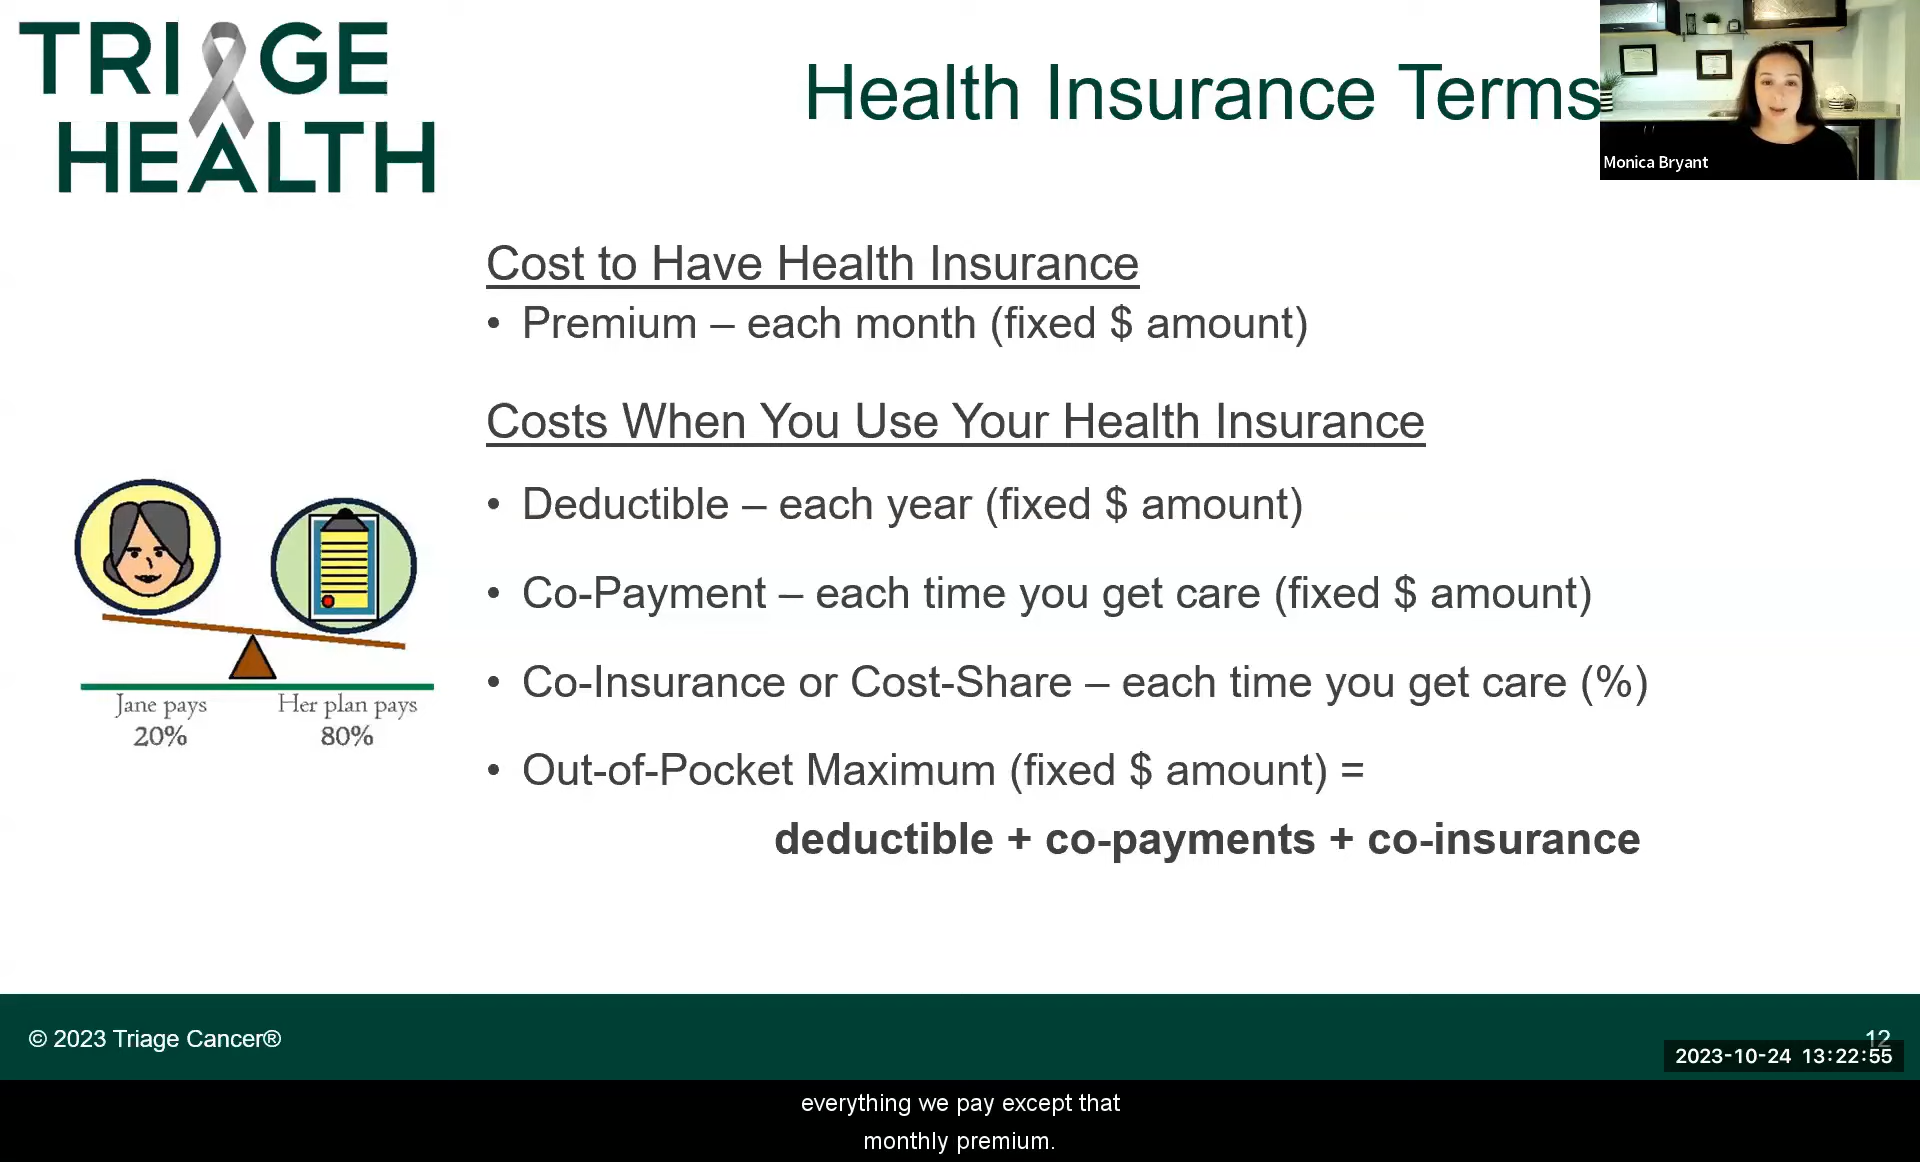 TRIAGE
HEALTH
Health Insurance Terms
Monica Bryant
Cost to Have Health Insurance
• Premium – each month (fixed $ amount)
Costs When You Use Your Health Insurance
• Deductible – each year (fixed $ amount)
• Co-Payment – each time you get care (fixed $ amount)
• Co-Insurance or Cost-Share – each time you get care (%)
• Out-of-Pocket Maximum (fixed $ amount) =
deductible + co-payments + co-insurance
Jane pays
20%
Her plan pays
80%
© 2023 Triage Cancer®
12
2023-10-24 13:22:55
everything we pay except that
monthly premium.